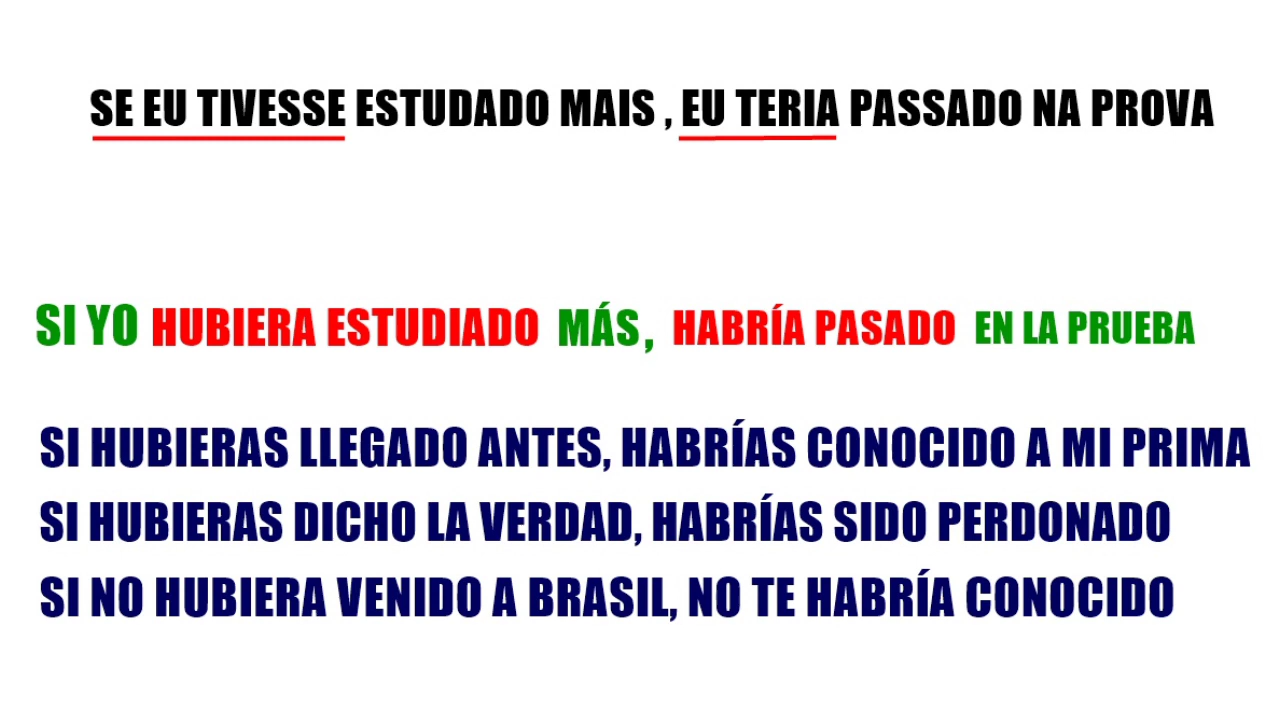 SE EU TIVESSE ESTUDADO MAIS , EU TERIA PASSADO NA PROVA
SI YO HUBIERA ESTUDIADO MÁS, HABRÍA PASADO EN LA PRUEBA
SI HUBIERAS LLEGADO ANTES, HABRÍAS CONOCIDO A MI PRIMA
SI HUBIERAS DICHO LA VERDAD, HABRÍAS SIDO PERDONADO
SI NO HUBIERA VENIDO A BRASIL, NO TE HABRÍA CONOCIDO